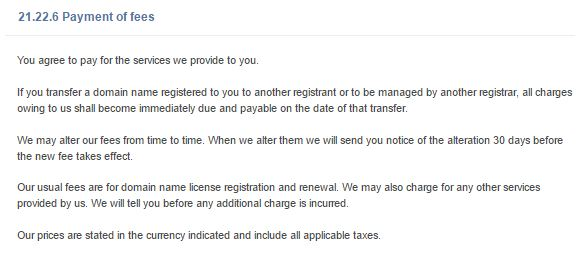 21.22.6 Payment of fees
You agree to pay for the services we provide to you.
If you transfer a domain name registered to you to another registrant or to be managed by another registrar, all charges
owing to us shall become immediately due and payable on the date of that transfer.
We may alter our fees from time to time. When we alter them we will send you notice of the alteration 30 days before
the new fee takes effect.
Our usual fees are for domain name license registration and renewal. We may also charge for any other services
provided by us. We will tell you before any additional charge is incurred.
Our prices are stated in the currency indicated and include all applicable taxes.